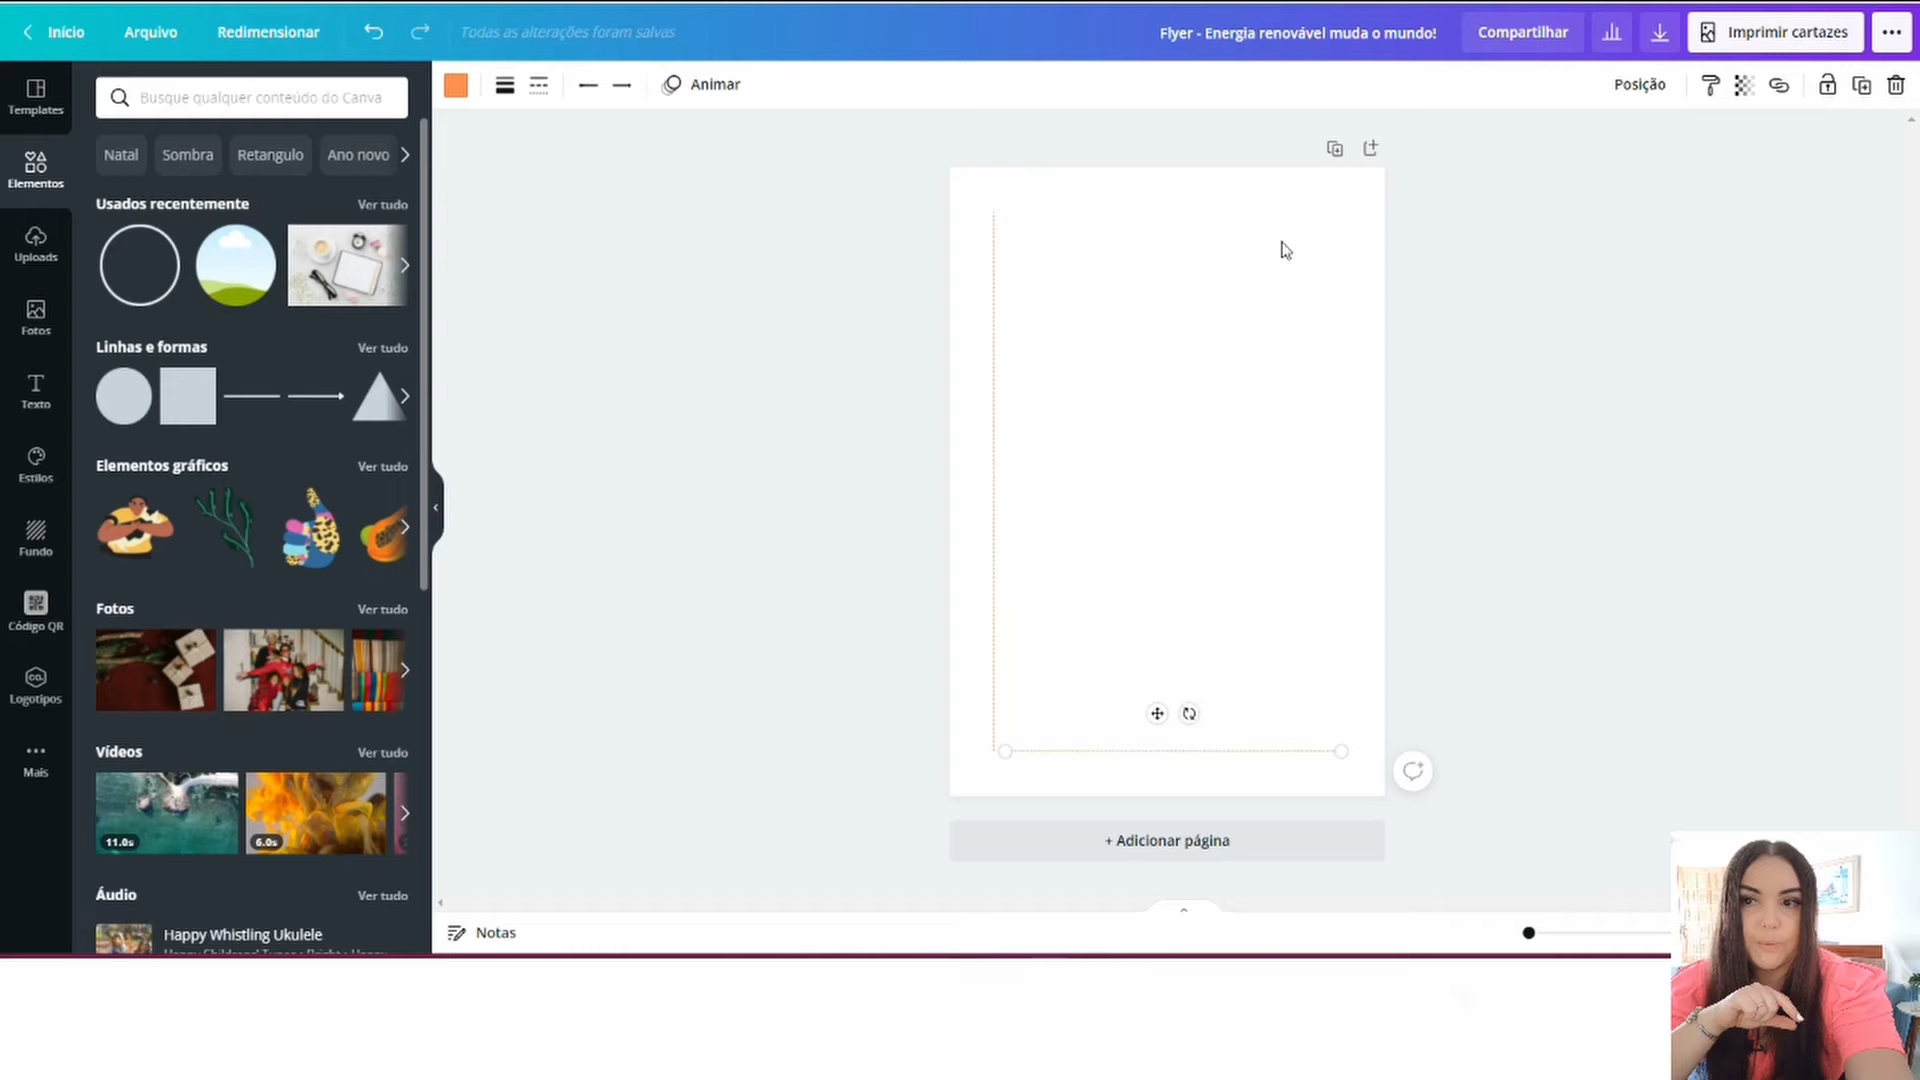 Início
Arquivo
Redimensionar
Todas as alterações foram salvas
Flyer - Energia renovável muda o mundo!
Compartilhar
Imprimir cartazes
Templates
Elementos
Uploads
Fotos
Texto
Estilos
Fundo
Código QR
Logotipos
Mais
Busque qualquer conteúdo do Canva
Natal
Sombra
Retangulo
Ano novo
Usados recentemente
Ver tudo
Linhas e formas
Ver tudo
Elementos gráficos
Ver tudo
Fotos
Ver tudo
Vídeos
Ver tudo
11.0s
6.0s
Áudio
Ver tudo
Happy Whistling Ukulele
Animar
Posição
+ Adicionar página
Notas
CO.